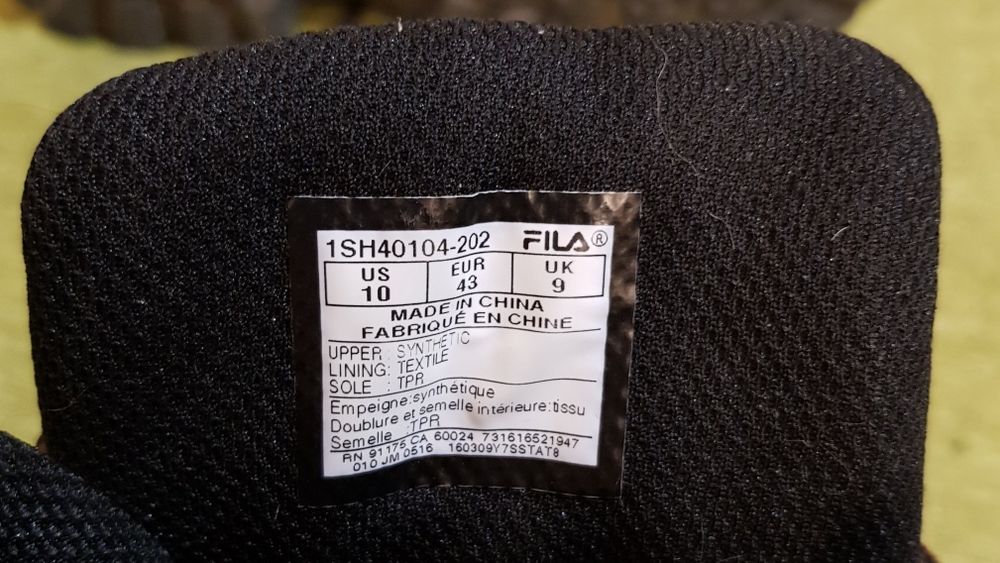 1SH40104-202 FILA®
US EUR UK
10 43 9
MADE IN CHINA
FABRIQUÉ EN CHINE
UPPER : SYNTHETIC
LINING: TEXTILE
SOLE : TPR
Empeigne:synthétique
Doublure et semelle intérieure:tissu
Semelle :TPR
RN 91175 CA 60024 731616521947
010 JM 0516 160309Y7SSTAT8